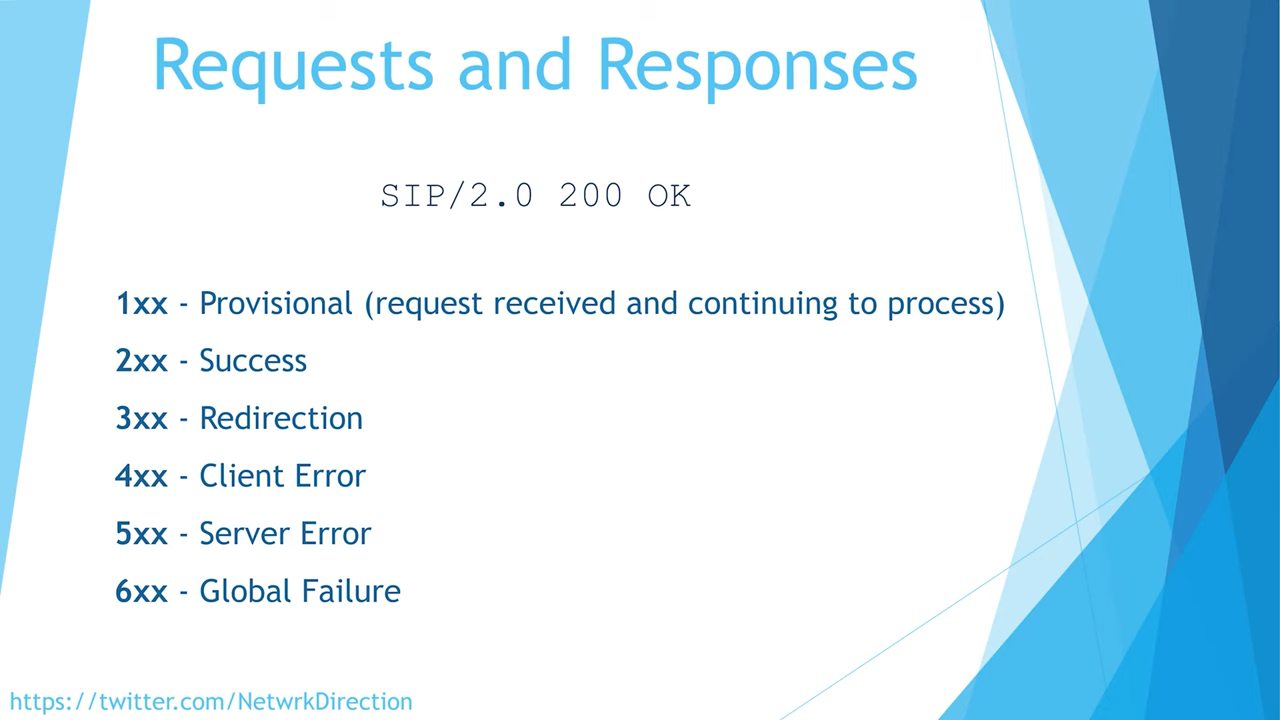 Requests and Responses
SIP/2.0 200 OK
1xx - Provisional (request received and continuing to process)
2xx - Success
3xx - Redirection
4xx - Client Error
5xx - Server Error
6xx - Global Failure
https://twitter.com/NetwrkDirection